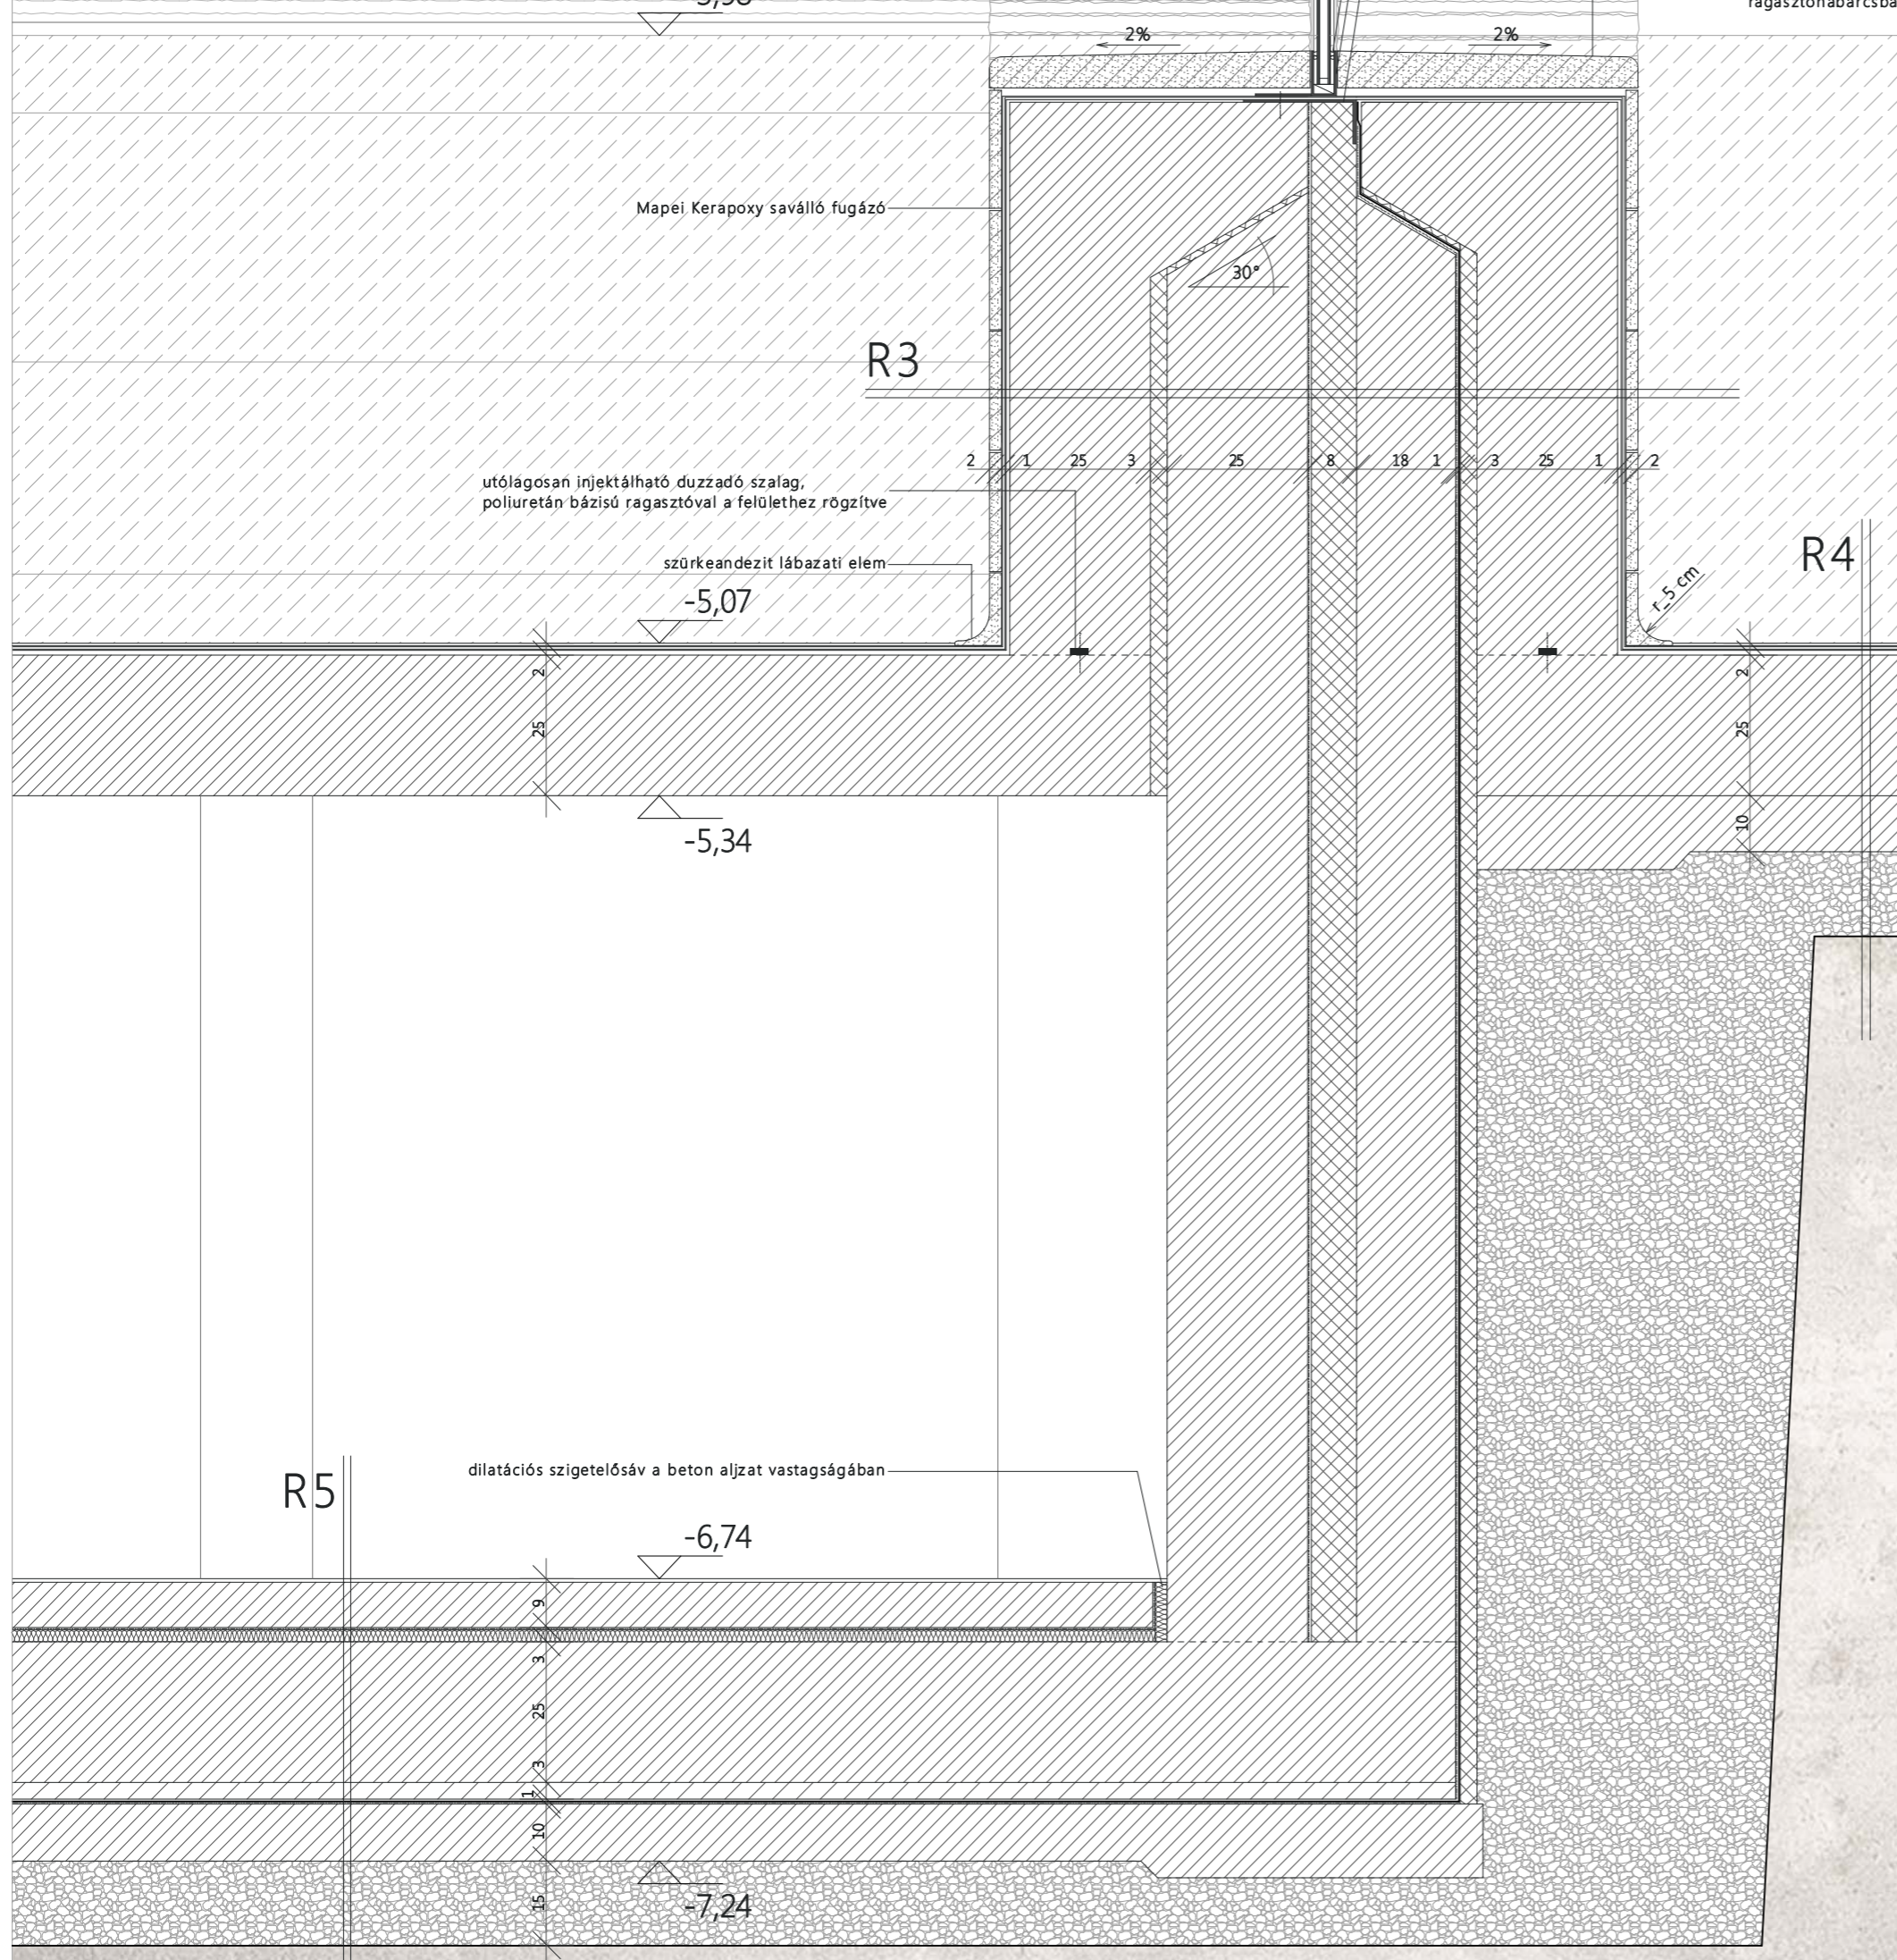 2%
2%
Mapei Kerapoxy saválló fugázó
30°
R3
2 1 25 3 25 8 18 1 3 25 1 2
utólagosan injektálható duzzadó szalag,
poliuretán bázisú ragasztóval a felülethez rögzítve
R4
szürkeandezit lábazati elem
r_5 cm
-5,07
2
2
25
25
10
-5,34
dilatációs szigetelősáv a beton aljzat vastagságában
R5
-6,74
9
3
25
3
1
10
15
-7,24